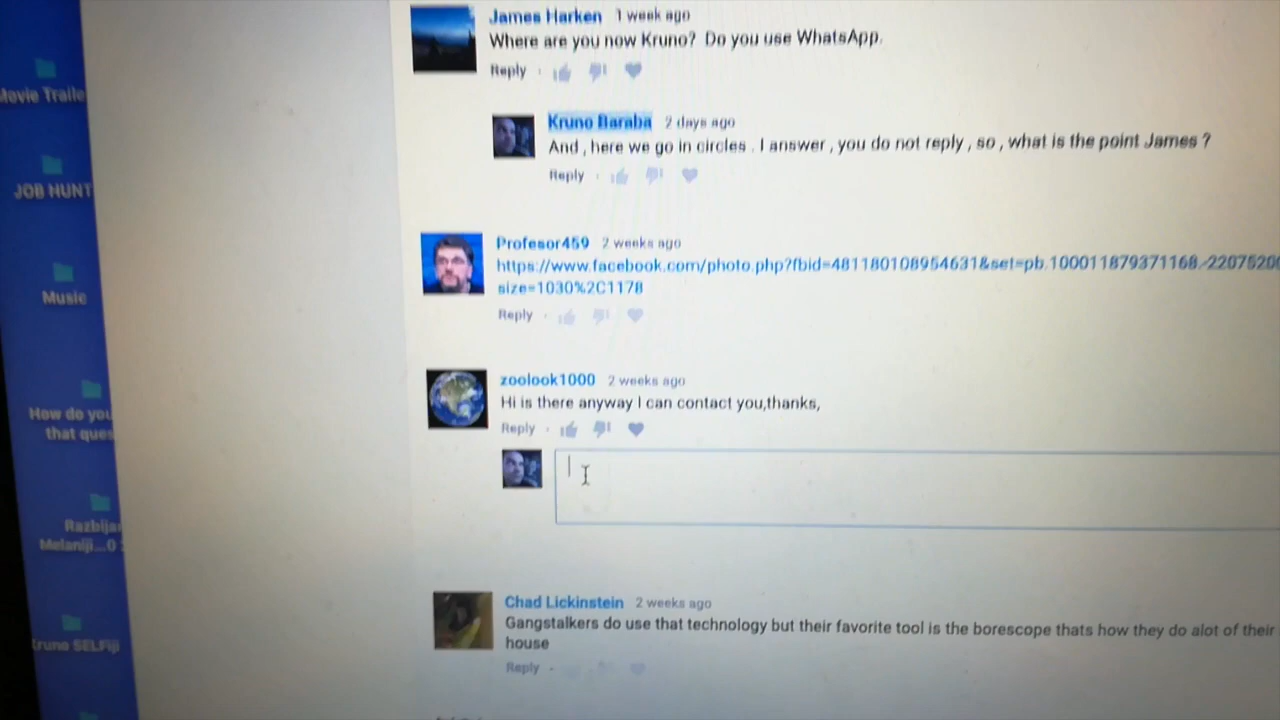 James Harken 1 week ago
Where are you now Kruno? Do you use WhatsApp.
Reply
Kruno Baraba 2 days ago
And , here we go in circles . I answer , you do not reply , so , what is the point James ?
Reply
Profesor459 2 weeks ago
https://www.facebook.com/photo.php?fbid=481180108954631&set=pb.100011879371168.-2207520
size=1030%2C1178
Reply
zoolook1000 2 weeks ago
Hi is there anyway I can contact you,thanks,
Reply
Chad Lickinstein 2 weeks ago
Gangstalkers do use that technology but their favorite tool is the borescope thats how they do alot of their
house
Reply
Movie Traile
JOB HUNT
Music
How do you
that ques
Razbija
Melaniji...0
Kruno SELFiji